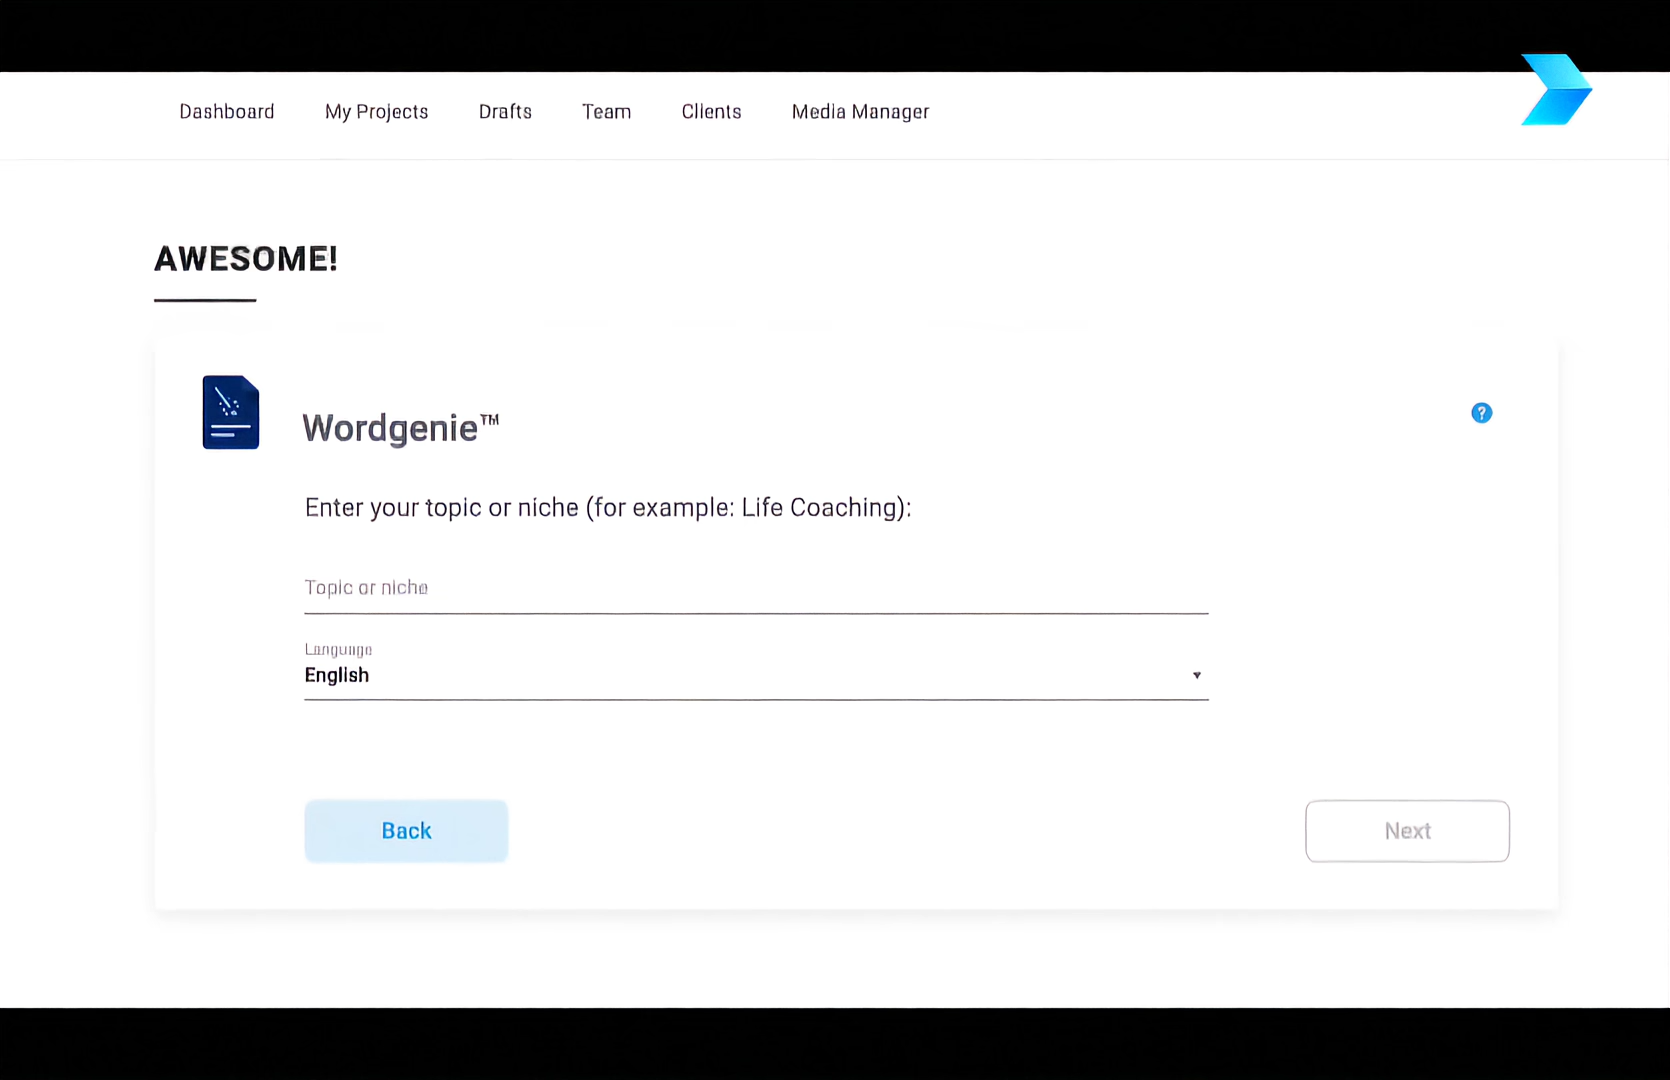 Dashboard My Projects Drafts Team Clients Media Manager
AWESOME!
Wordgenie™
?
Enter your topic or niche (for example: Life Coaching):
Topic or niche
Language
English
Back
Next